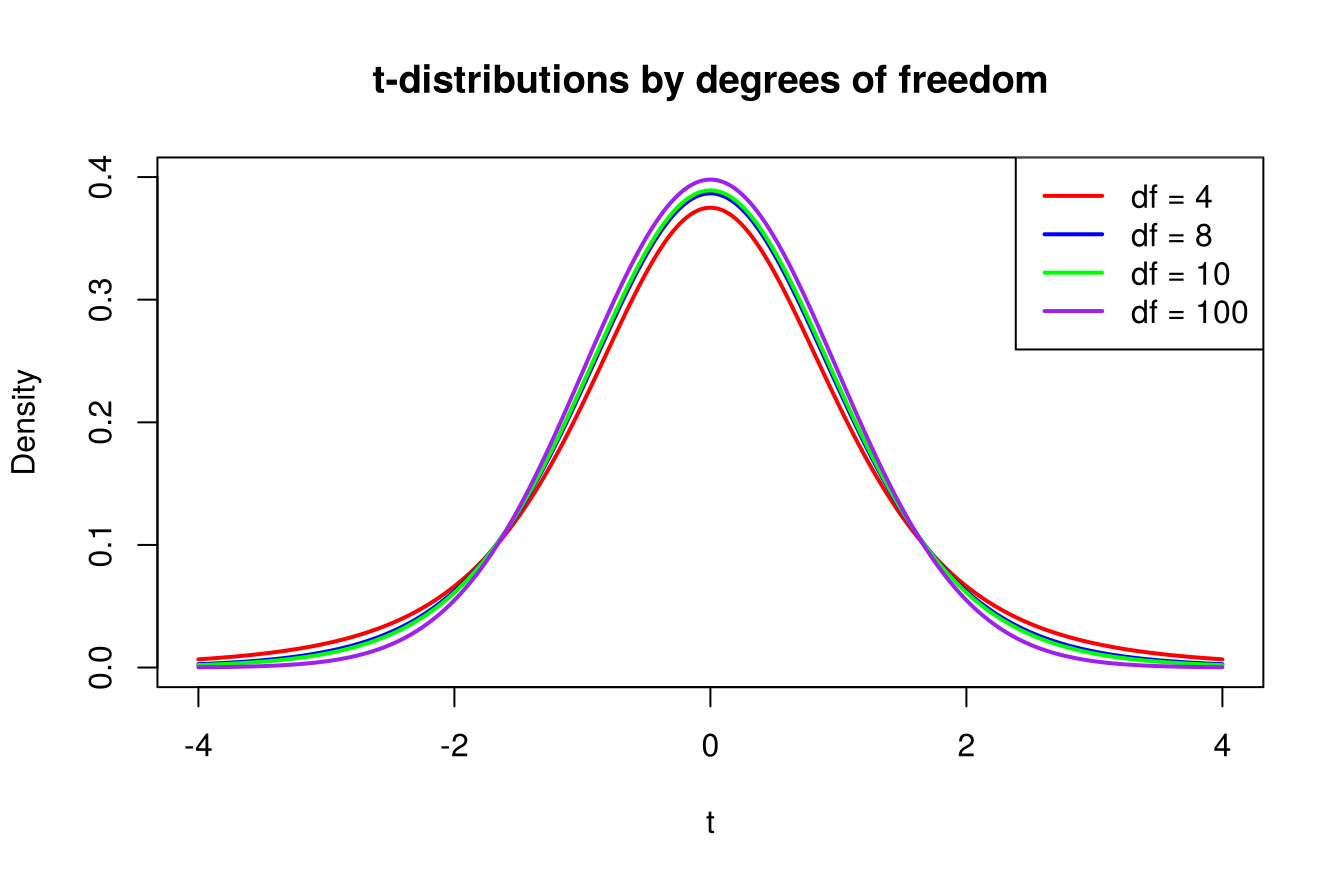 t-distributions by degrees of freedom
df = 4
df = 8
df = 10
df = 100
Density
0.4
0.3
0.2
0.1
0.0
-4 -2 0 2 4
t